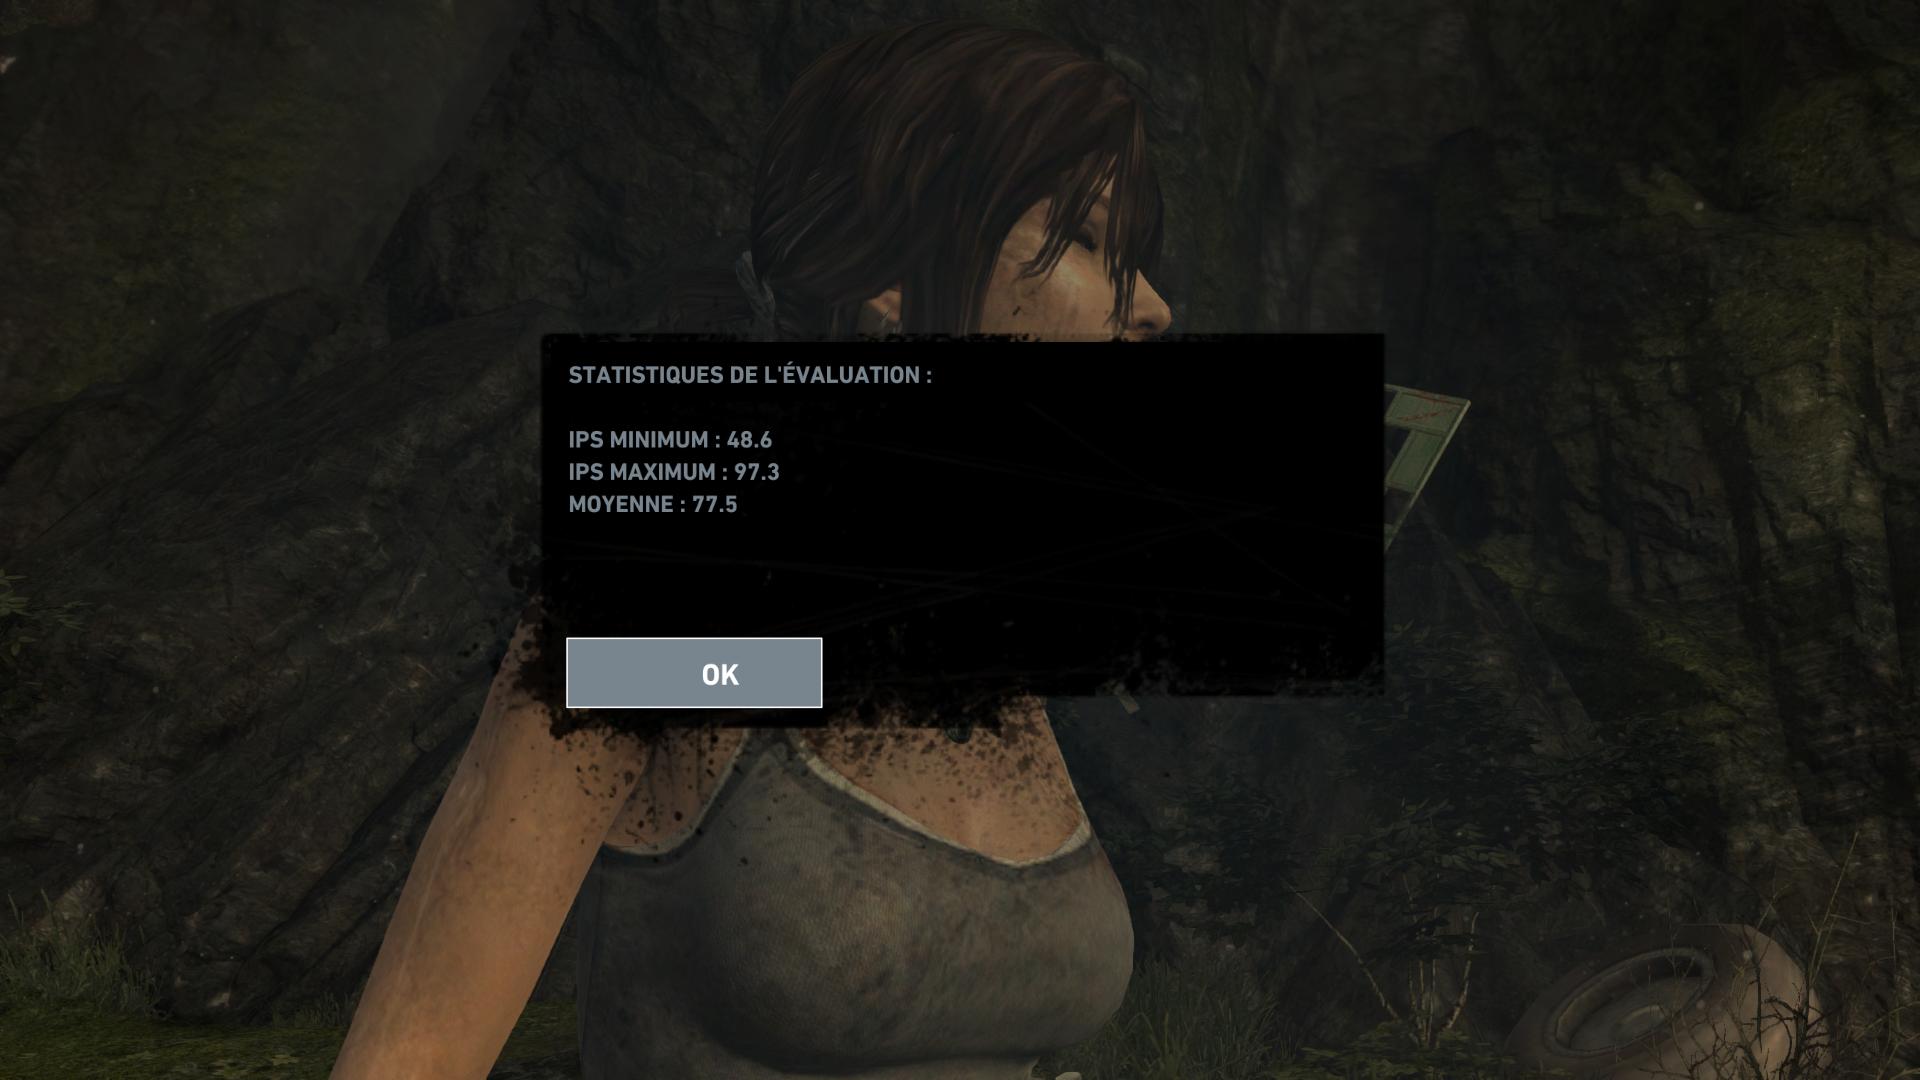 STATISTIQUES DE L'ÉVALUATION :
IPS MINIMUM : 48.6
IPS MAXIMUM : 97.3
MOYENNE : 77.5
OK